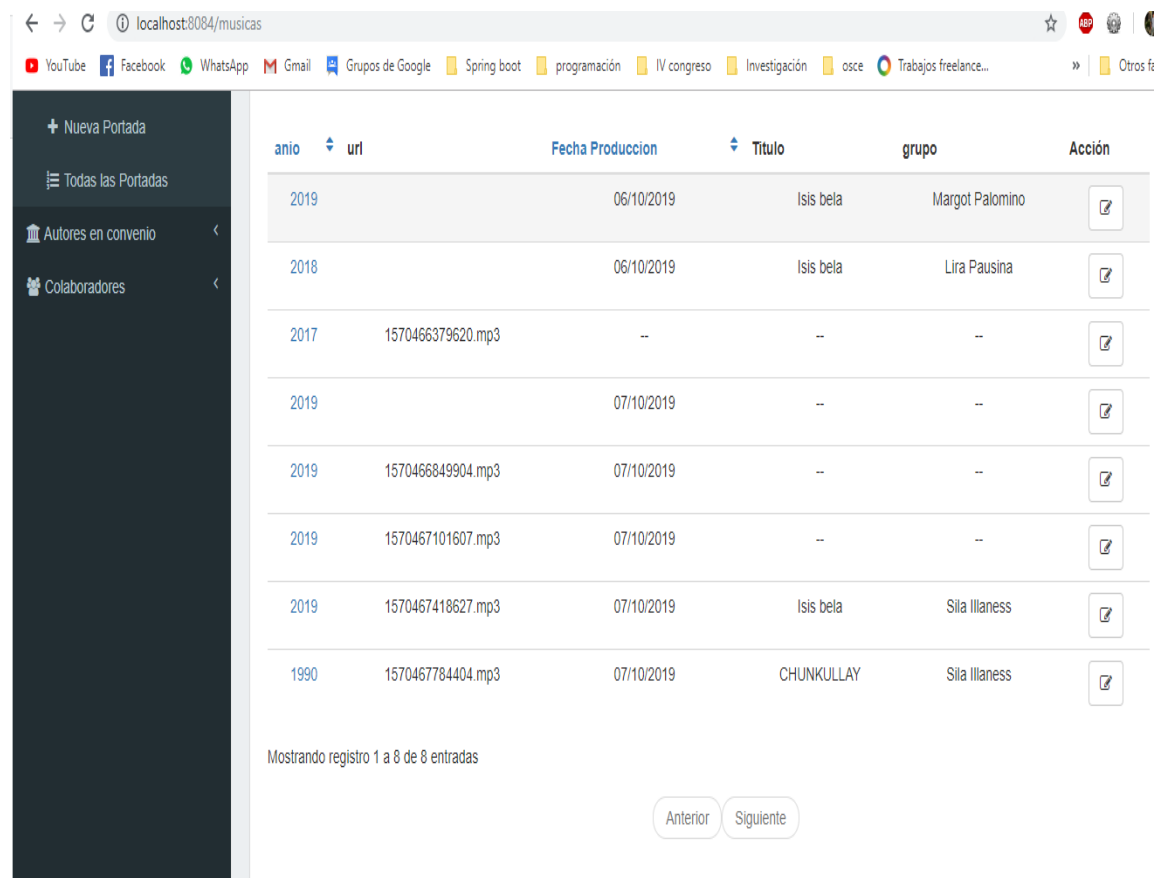 localhost:8084/musicas
ABP
YouTube Facebook WhatsApp Gmail Grupos de Google Spring boot programación IV congreso Investigación osce Trabajos freelance... » Otros fa
Nueva Portada
Todas las Portadas
Autores en convenio
Colaboradores
anio url Fecha Produccion Titulo grupo Acción
2019 06/10/2019 Isis bela Margot Palomino
2018 06/10/2019 Isis bela Lira Pausina
2017 1570466379620.mp3 -- -- --
2019 07/10/2019 -- --
2019 1570466849904.mp3 07/10/2019 -- --
2019 1570467101607.mp3 07/10/2019 -- --
2019 1570467418627.mp3 07/10/2019 Isis bela Sila Illaness
1990 1570467784404.mp3 07/10/2019 CHUNKULLAY Sila Illaness
Mostrando registro 1 a 8 de 8 entradas
Anterior Siguiente